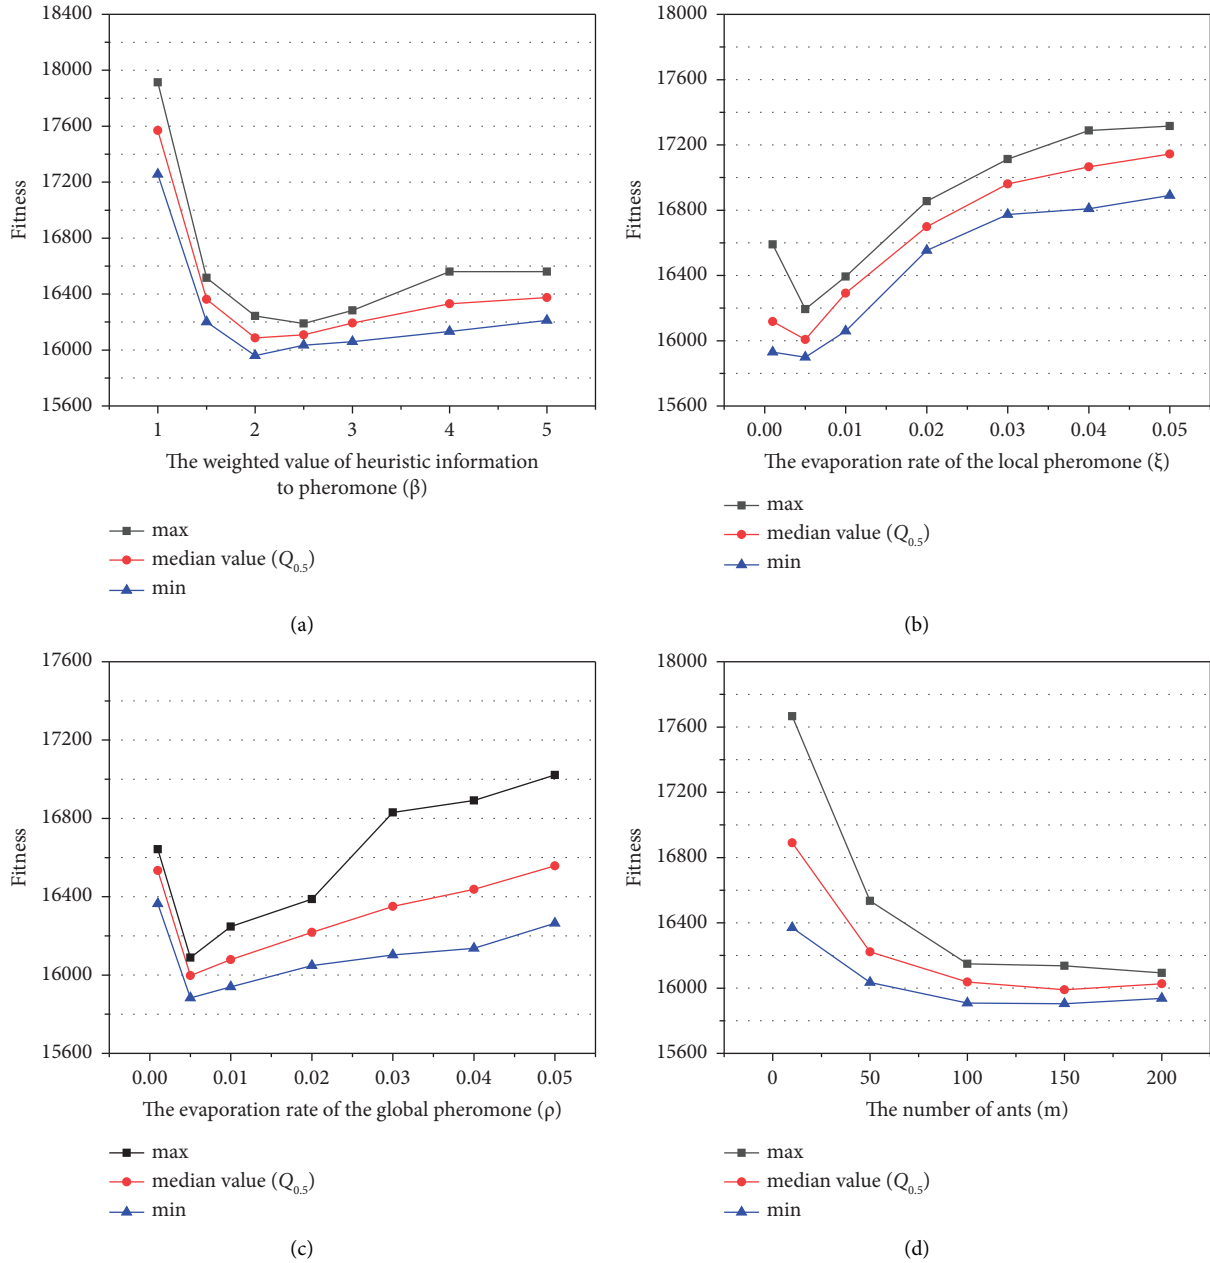 18400
18000
17600
17200
16800
16400
16000
15600
Fitness
1 2 3 4 5
The weighted value of heuristic information
to pheromone (β)
max
median value (Q0.5)
min
(a)
18000
17600
17200
16800
16400
16000
15600
Fitness
0.00 0.01 0.02 0.03 0.04 0.05
The evaporation rate of the local pheromone (ξ)
max
median value (Q0.5)
min
(b)
17600
17200
16800
16400
16000
15600
Fitness
0.00 0.01 0.02 0.03 0.04 0.05
The evaporation rate of the global pheromone (ρ)
max
median value (Q0.5)
min
(c)
18000
17600
17200
16800
16400
16000
15600
Fitness
0 50 100 150 200
The number of ants (m)
max
median value (Q0.5)
min
(d)